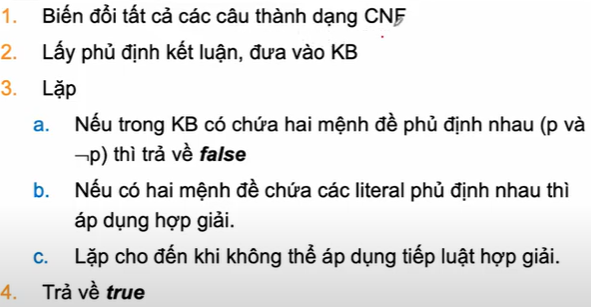 1. Biến đổi tất cả các câu thành dạng CNF
2. Lấy phủ định kết luận, đưa vào KB
3. Lặp
a. Nếu trong KB có chứa hai mệnh đề phủ định nhau (p và
¬p) thì trả về false
b. Nếu có hai mệnh đề chứa các literal phủ định nhau thì
áp dụng hợp giải.
c. Lặp cho đến khi không thể áp dụng tiếp luật hợp giải.
4. Trả về true